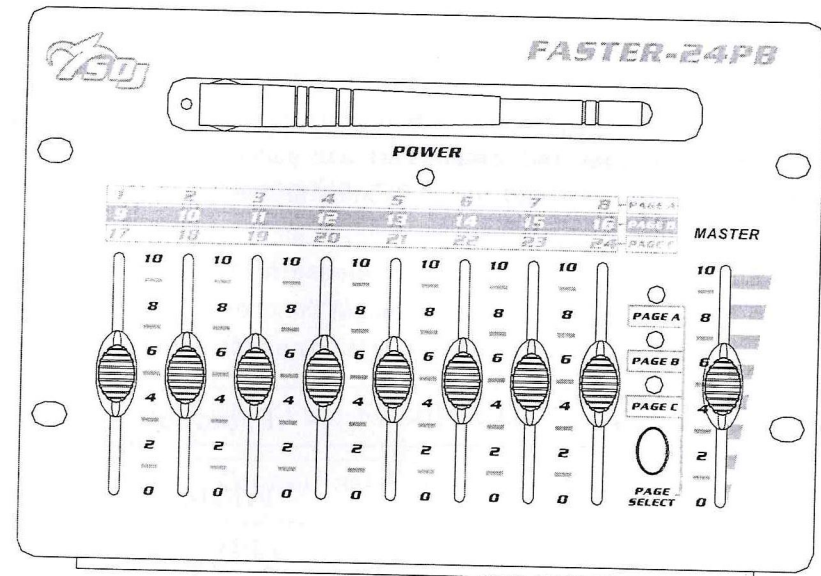 ASDJ
FASTER-24PB
POWER
1 2 3 4 5 6 7 8 PAGE A
9 10 11 12 13 14 15 16 PAGE B
17 18 19 20 21 22 23 24 PAGE C
MASTER
10 10 10 10 10 10 10 10 10
8 8 8 8 8 8 8 8 PAGE A 8
6 6 6 6 6 6 6 6 PAGE B 6
4 4 4 4 4 4 4 4 PAGE C 4
2 2 2 2 2 2 2 2 2
0 0 0 0 0 0 0 0 0
PAGE
SELECT